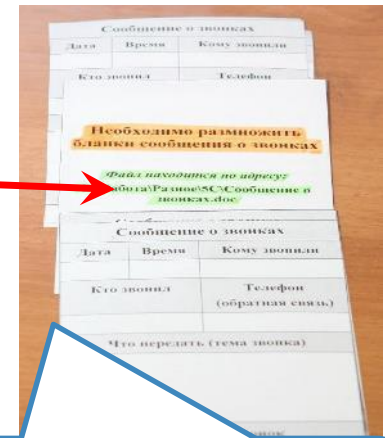 Сообщение о звонках
Дата Время Кому звонили
Кто звонил Телефон
Необходимо размножить
бланки сообщения о звонках
Файл находится по адресу:
бота\Разное\5С\Сообщение о
звонках.doc
Сообщение о звонках
Дата Время Кому звонили
Кто звонил Телефон
(обратная связь)
Что передать (тема звонка)